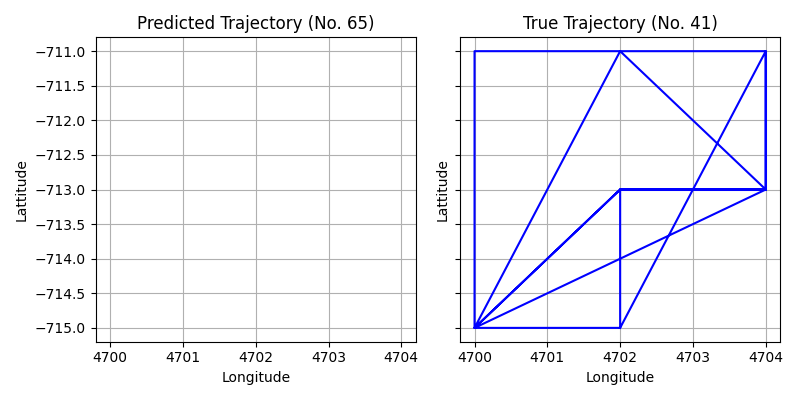 Predicted Trajectory (No. 65)
True Trajectory (No. 41)
−711.0
−711.5
−712.0
−712.5
−713.0
−713.5
−714.0
−714.5
−715.0
Lattitude
Lattitude
4700 4701 4702 4703 4704
4700 4701 4702 4703 4704
Longitude
Longitude